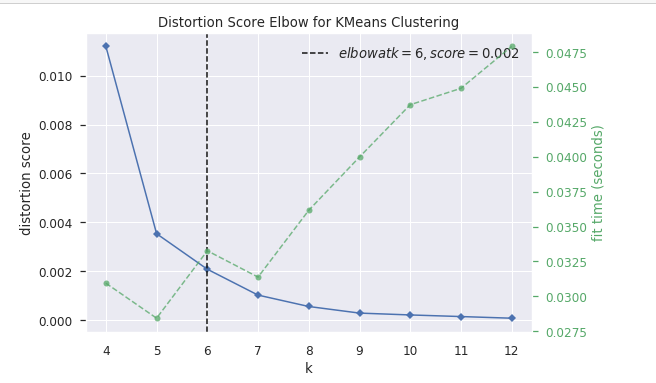 Distortion Score Elbow for KMeans Clustering
elbowatk = 6, score = 0.002
distortion score
0.010
0.008
0.006
0.004
0.002
0.000
0.0475
0.0450
0.0425
0.0400
0.0375
0.0350
0.0325
0.0300
0.0275
fit time (seconds)
4 5 6 7 8 9 10 11 12
k